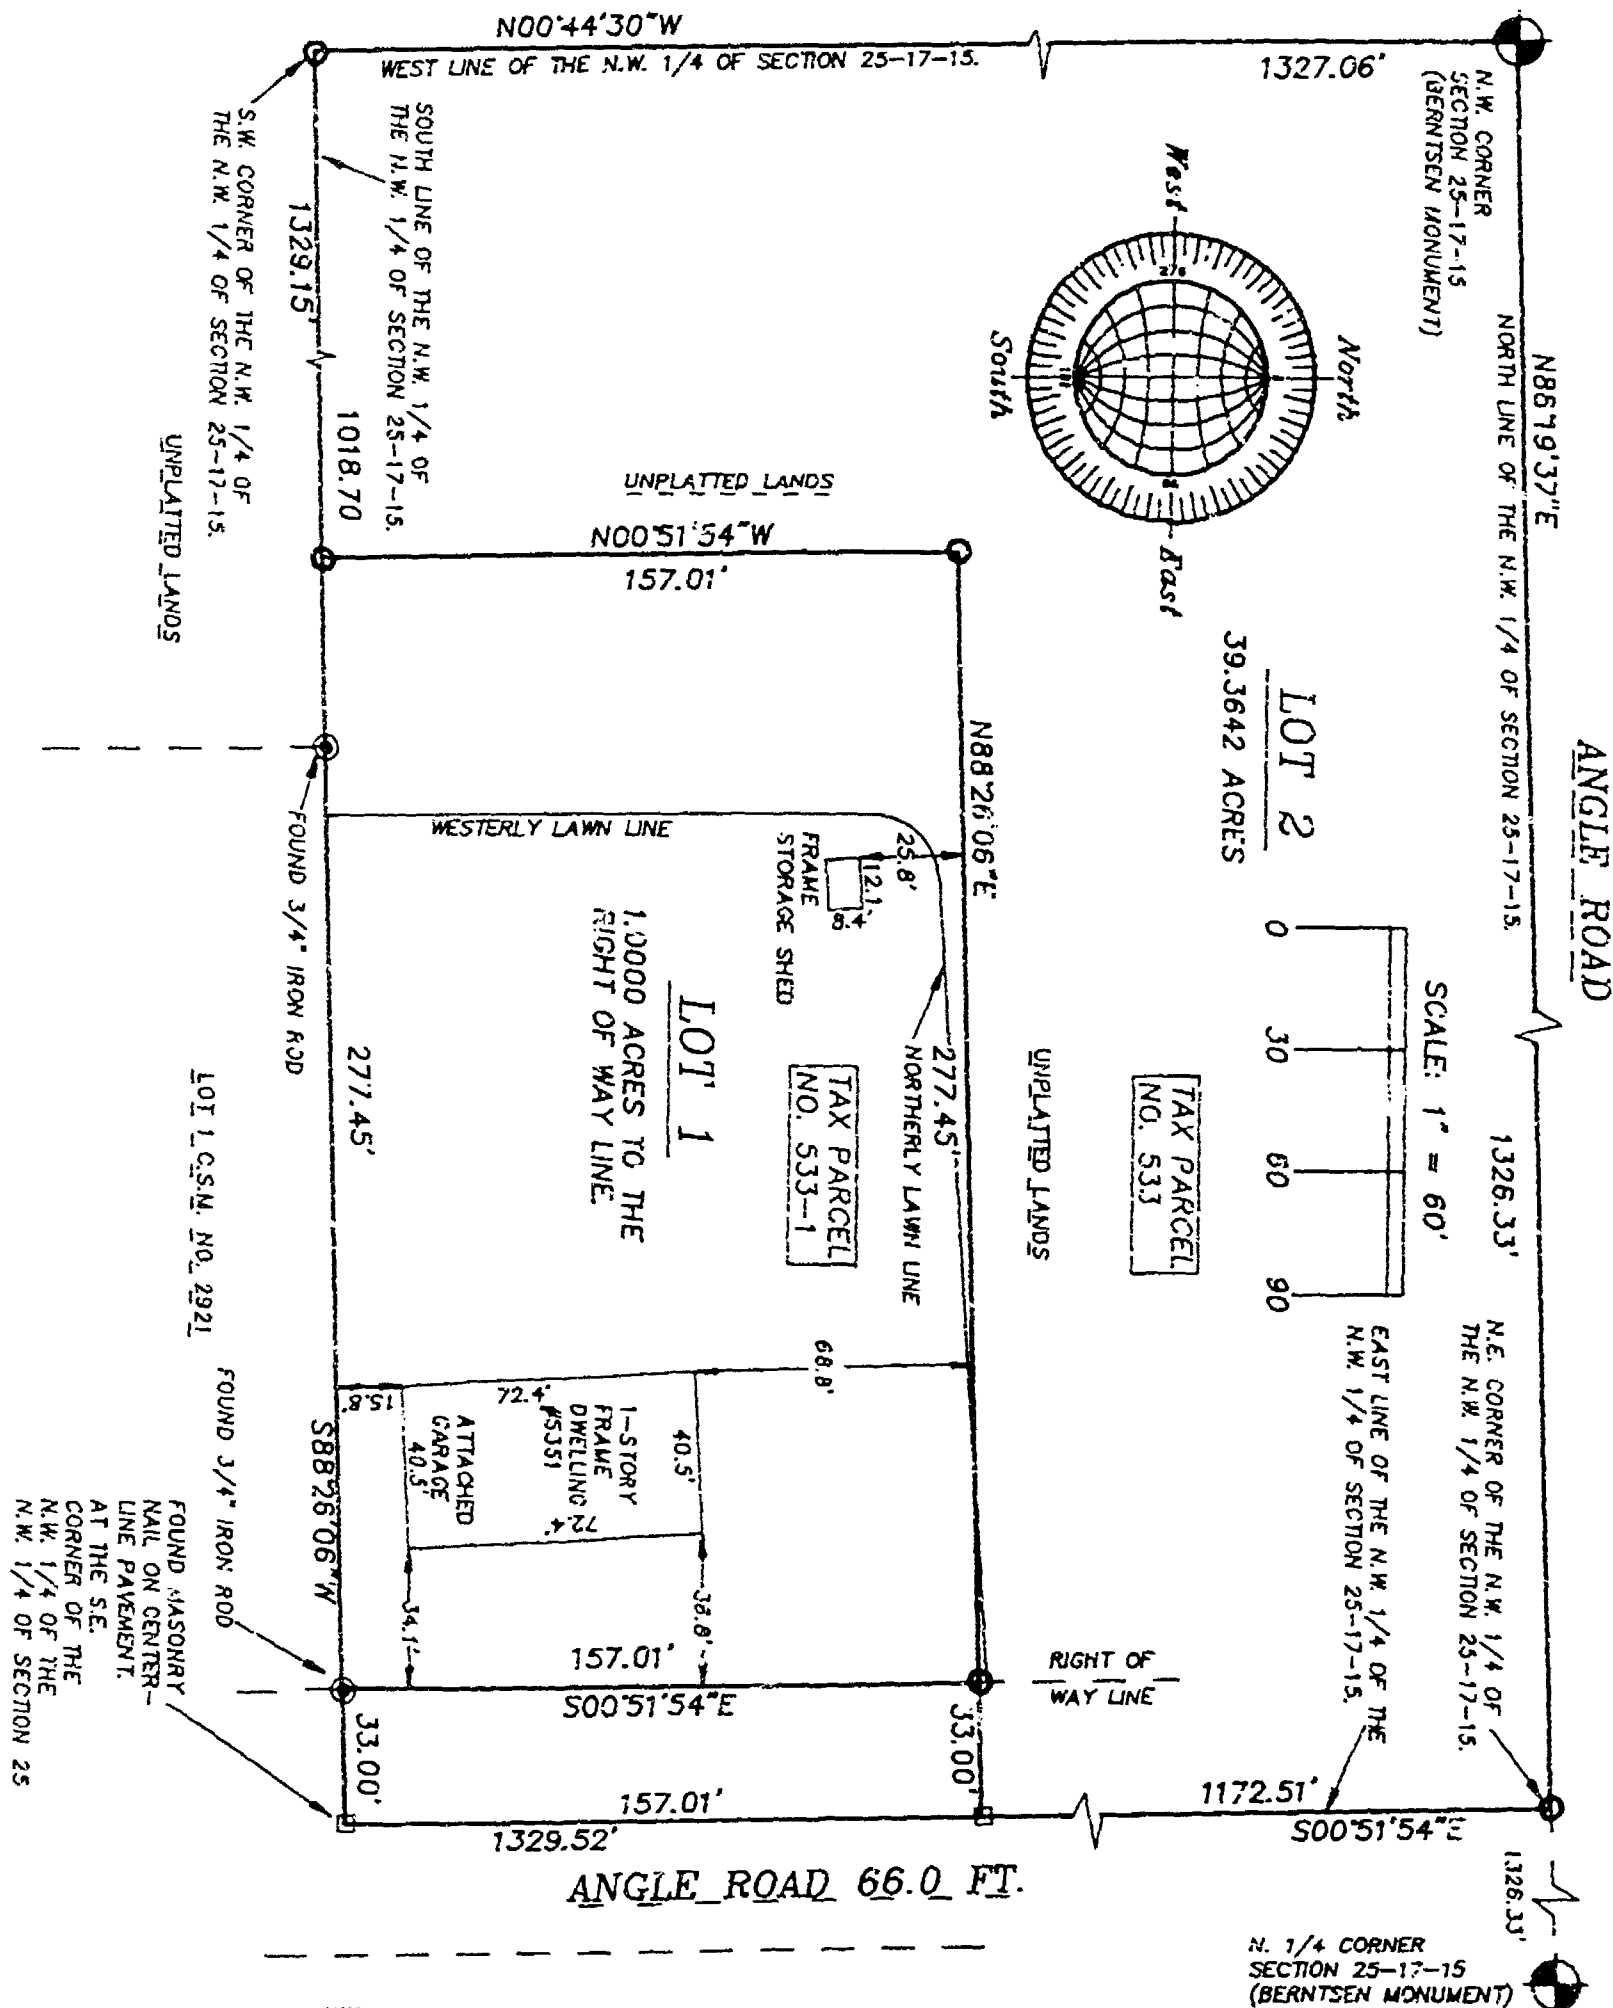 ANGLE ROAD
N88°19'37"E
NORTH LINE OF THE N.W. 1/4 OF SECTION 25-17-15.
1326.33'
N.W. CORNER
SECTION 25-17-15
(BERNTSEN MONUMENT)
N00°44'30"W
WEST LINE OF THE N.W. 1/4 OF SECTION 25-17-15.
1327.06'
North
West
East
South
LOT 2
39.3642 ACRES
SCALE: 1" = 60'
0 30 60 90
TAX PARCEL
NO. 533
N.E. CORNER OF THE N.W. 1/4 OF
THE N.W. 1/4 OF SECTION 25-17-15.
EAST LINE OF THE N.W. 1/4 OF THE
N.W. 1/4 OF SECTION 25-17-15.
1172.51'
S00°51'54"E
1326.33'
N. 1/4 CORNER
SECTION 25-17-15
(BERNTSEN MONUMENT)
UNPLATTED LANDS
UNPLATTED LANDS
N00°51'54"W
157.01'
N88°26'06"E
277.45'
NORTHERLY LAWN LINE
WESTERLY LAWN LINE
25.8'
12.1'
8.4'
FRAME
STORAGE SHED
TAX PARCEL
NO. 533-1
LOT 1
1.0000 ACRES TO THE
RIGHT OF WAY LINE.
68.8'
40.5'
72.4'
1-STORY
FRAME
DWELLING
#5351
72.4'
ATTACHED
GARAGE
40.5'
15.8'
38.8'
34.1'
RIGHT OF
WAY LINE
157.01'
S00°51'54"E
33.00'
33.00'
157.01'
1329.52'
ANGLE ROAD 66.0 FT.
SOUTH LINE OF THE N.W. 1/4 OF
THE N.W. 1/4 OF SECTION 25-17-15.
1329.15'
1018.70
277.45'
S88°26'06"W
S.W. CORNER OF THE N.W. 1/4 OF
THE N.W. 1/4 OF SECTION 25-17-15.
UNPLATTED LANDS
FOUND 3/4" IRON ROD
LOT 1 C.S.M. NO. 2921
FOUND 3/4" IRON ROD
FOUND MASONRY
NAIL ON CENTER-
LINE PAVEMENT.
AT THE S.E.
CORNER OF THE
N.W. 1/4 OF THE
N.W. 1/4 OF SECTION 25